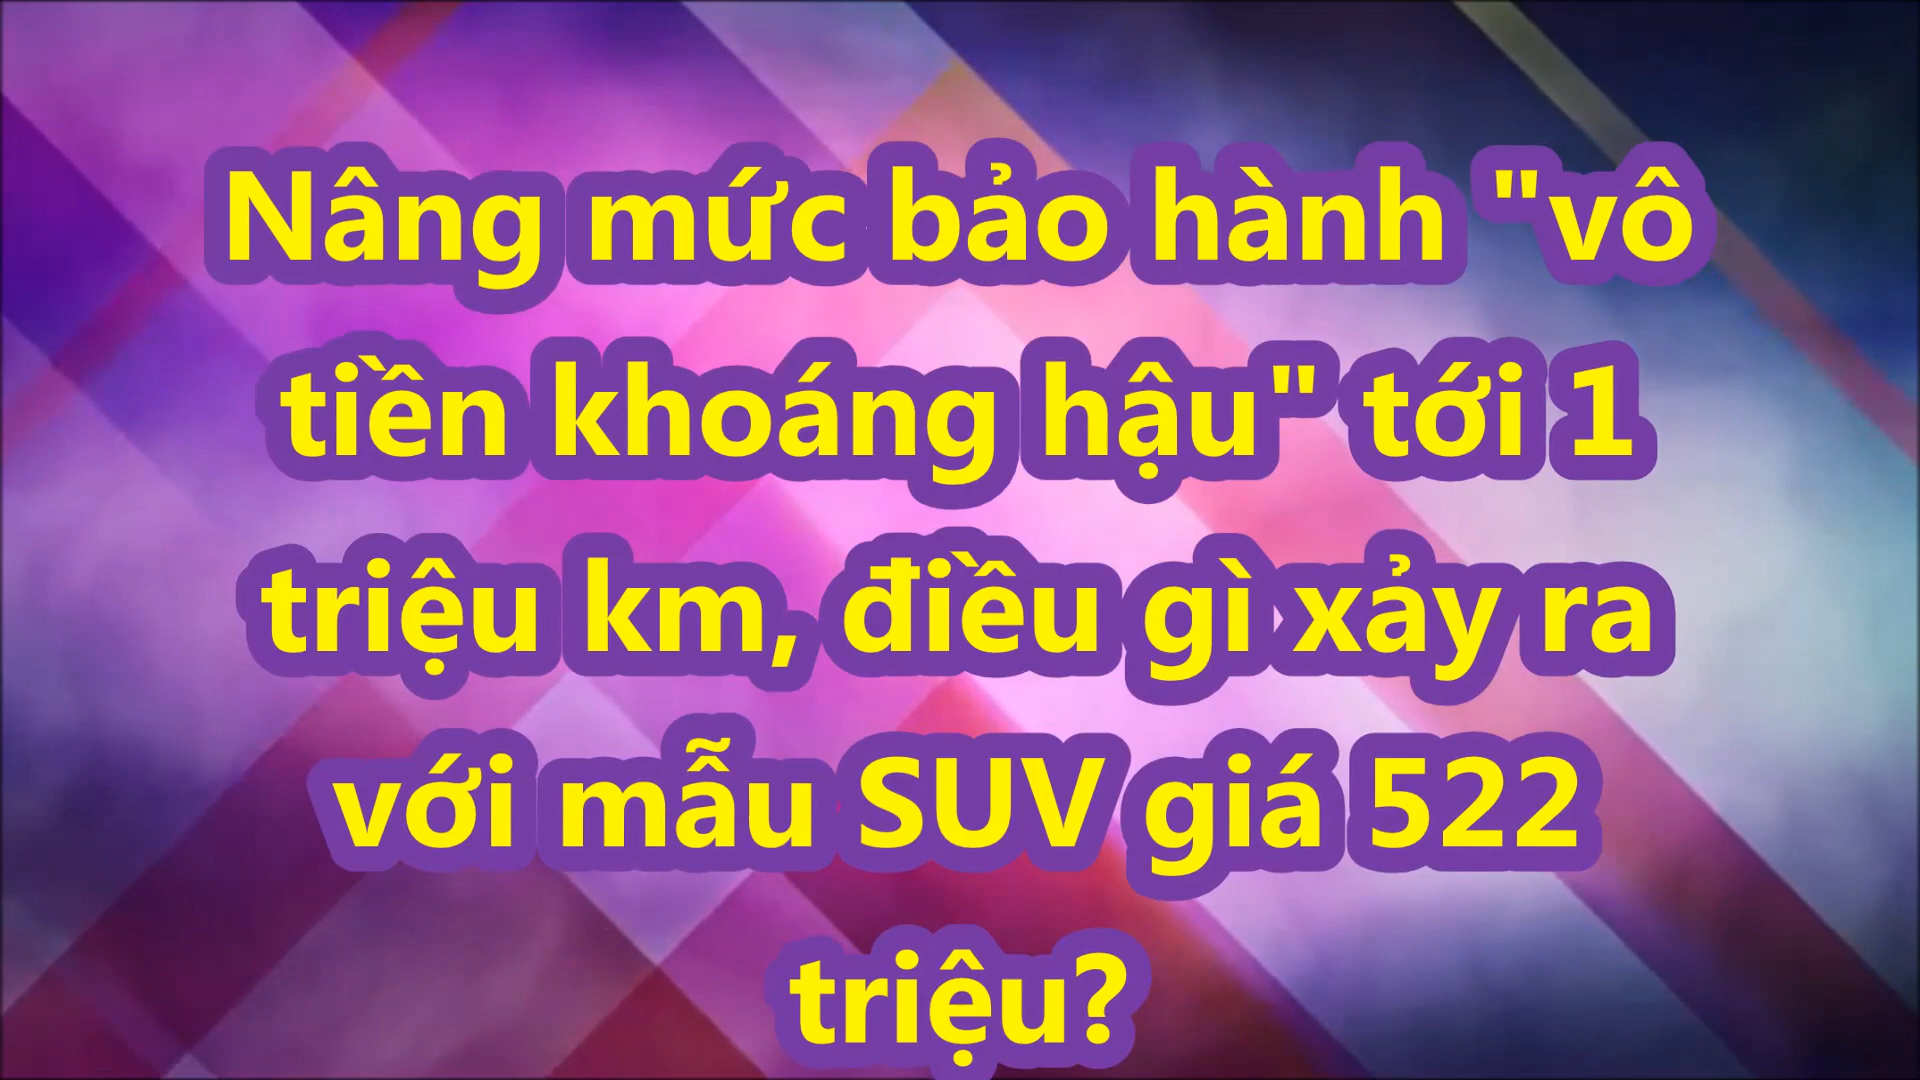 Nâng mức bảo hành "vô
tiền khoáng hậu" tới 1
triệu km, điều gì xảy ra
với mẫu SUV giá 522
triệu?